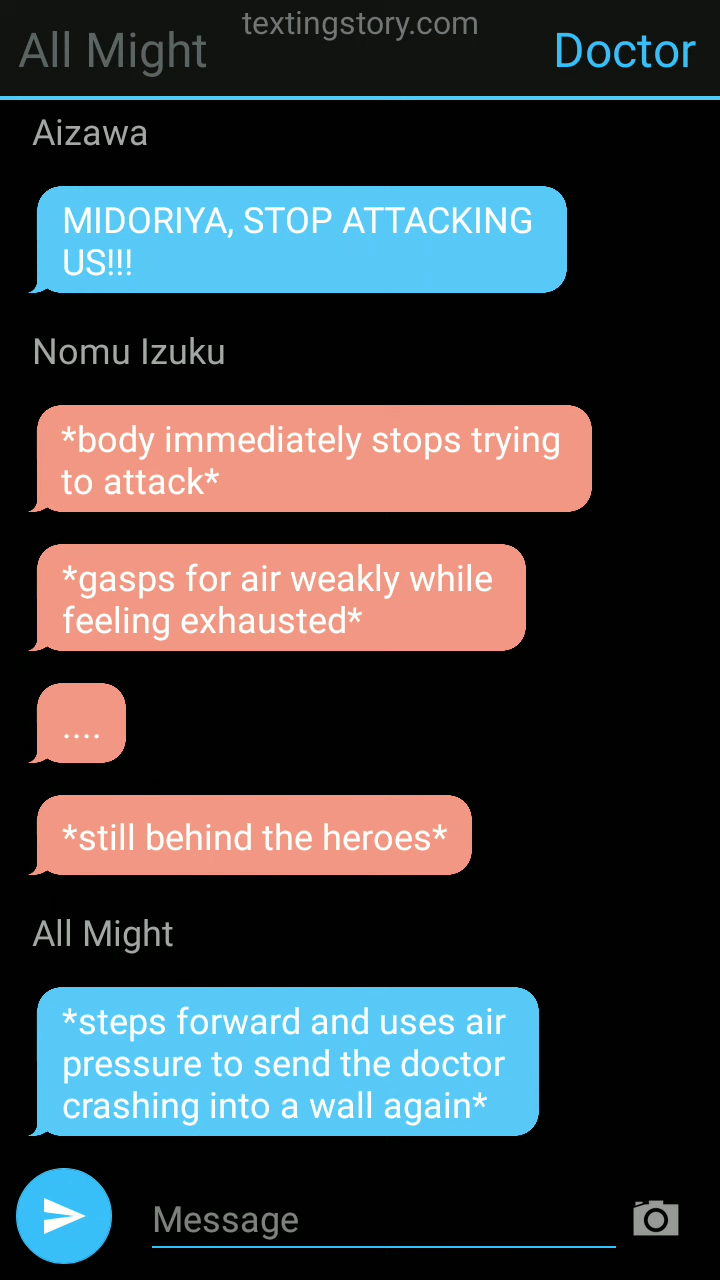 textingstory.com
All Might
Doctor
Aizawa
MIDORIYA, STOP ATTACKING
US!!!
Nomu Izuku
*body immediately stops trying
to attack*
*gasps for air weakly while
feeling exhausted*
....
*still behind the heroes*
All Might
*steps forward and uses air
pressure to send the doctor
crashing into a wall again*
Message